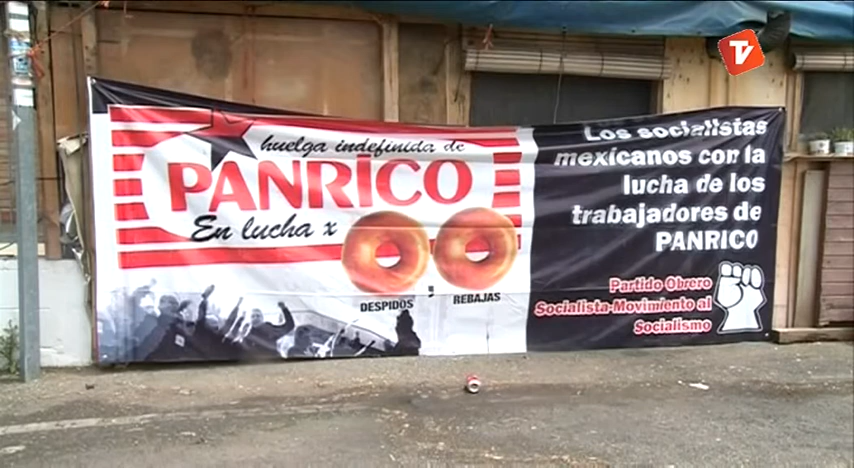 TV
huelga indefinida de
PANRICO
En lucha x
DESPIDOS ; REBAJAS
Los socialistas
mexicanos con la
lucha de los
trabajadores de
PANRICO
Partido Obrero
Socialista-Movimiento al
Socialismo